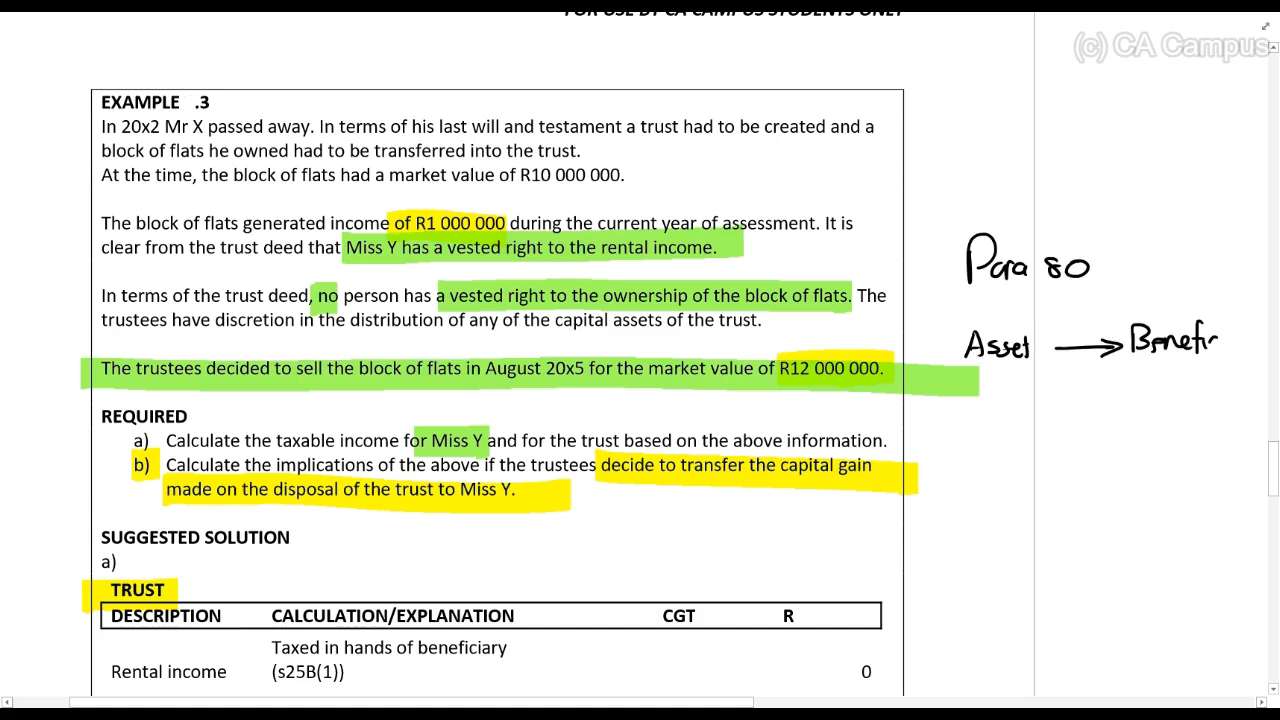 FOR USE BY CA CAMPUS STUDENTS ONLY
(c) CA Campus
EXAMPLE .3
In 20x2 Mr X passed away. In terms of his last will and testament a trust had to be created and a
block of flats he owned had to be transferred into the trust.
At the time, the block of flats had a market value of R10 000 000.
The block of flats generated income of R1 000 000 during the current year of assessment. It is
clear from the trust deed that Miss Y has a vested right to the rental income.
In terms of the trust deed, no person has a vested right to the ownership of the block of flats. The
trustees have discretion in the distribution of any of the capital assets of the trust.
The trustees decided to sell the block of flats in August 20x5 for the market value of R12 000 000.
REQUIRED
a) Calculate the taxable income for Miss Y and for the trust based on the above information.
b) Calculate the implications of the above if the trustees decide to transfer the capital gain
made on the disposal of the trust to Miss Y.
SUGGESTED SOLUTION
a)
TRUST
DESCRIPTION CALCULATION/EXPLANATION CGT R
Taxed in hands of beneficiary
Rental income (s25B(1)) 0
Para 80
Asset → Benefir